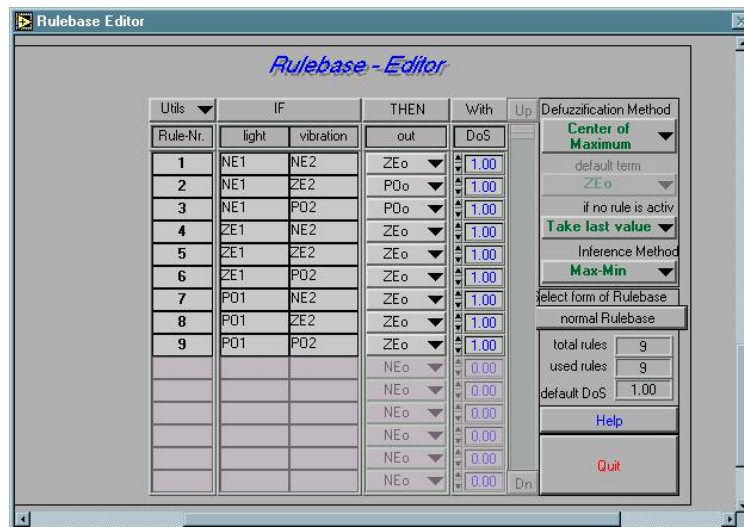 Rulebase Editor
Rulebase - Editor
Utils IF THEN With Up Defuzzification Method
Rule-Nr. light vibration out DoS Center of Maximum
1 NE1 NE2 ZEo 1.00 default term
2 NE1 ZE2 POo 1.00 ZEo
3 NE1 PO2 POo 1.00 if no rule is activ
4 ZE1 NE2 ZEo 1.00 Take last value
5 ZE1 ZE2 ZEo 1.00 Inference Method
6 ZE1 PO2 ZEo 1.00 Max-Min
7 PO1 NE2 ZEo 1.00 Select form of Rulebase
8 PO1 ZE2 ZEo 1.00 normal Rulebase
9 PO1 PO2 ZEo 1.00 total rules 9
NEo 0.00 used rules 9
NEo 0.00 default DoS 1.00
NEo 0.00 Help
NEo 0.00
NEo 0.00 Quit
NEo 0.00 Dn